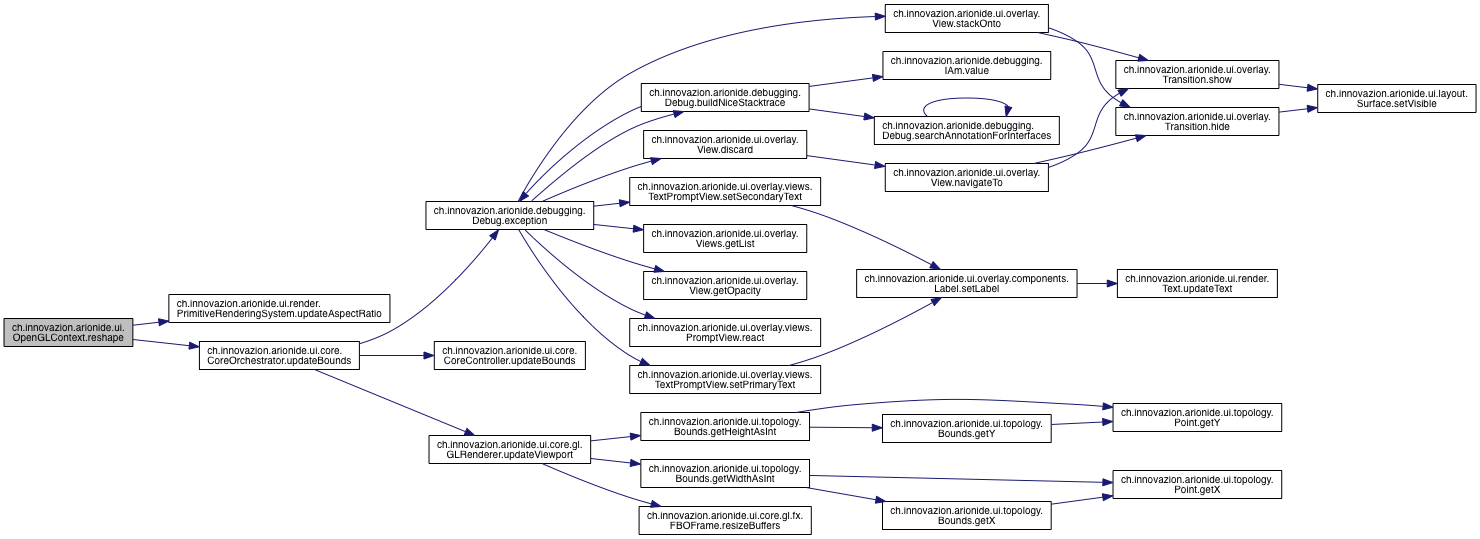 ch.innovazion.arionide.ui.
OpenGLContext.reshape
ch.innovazion.arionide.ui.render.
PrimitiveRenderingSystem.updateAspectRatio
ch.innovazion.arionide.ui.core.
CoreOrchestrator.updateBounds
ch.innovazion.arionide.debugging.
Debug.exception
ch.innovazion.arionide.ui.core.
CoreController.updateBounds
ch.innovazion.arionide.ui.core.gl.
GLRenderer.updateViewport
ch.innovazion.arionide.debugging.
Debug.buildNiceStacktrace
ch.innovazion.arionide.ui.overlay.
View.discard
ch.innovazion.arionide.ui.overlay.views.
TextPromptView.setSecondaryText
ch.innovazion.arionide.ui.overlay.
Views.getList
ch.innovazion.arionide.ui.overlay.
View.getOpacity
ch.innovazion.arionide.ui.overlay.views.
PromptView.react
ch.innovazion.arionide.ui.overlay.views.
TextPromptView.setPrimaryText
ch.innovazion.arionide.ui.topology.
Bounds.getHeightAsInt
ch.innovazion.arionide.ui.topology.
Bounds.getWidthAsInt
ch.innovazion.arionide.ui.core.gl.fx.
FBOFrame.resizeBuffers
ch.innovazion.arionide.ui.overlay.
View.stackOnto
ch.innovazion.arionide.debugging.
IAm.value
ch.innovazion.arionide.debugging.
Debug.searchAnnotationForInterfaces
ch.innovazion.arionide.ui.overlay.
View.navigateTo
ch.innovazion.arionide.ui.overlay.components.
Label.setLabel
ch.innovazion.arionide.ui.topology.
Bounds.getY
ch.innovazion.arionide.ui.topology.
Bounds.getX
ch.innovazion.arionide.ui.overlay.
Transition.show
ch.innovazion.arionide.ui.overlay.
Transition.hide
ch.innovazion.arionide.ui.render.
Text.updateText
ch.innovazion.arionide.ui.topology.
Point.getY
ch.innovazion.arionide.ui.topology.
Point.getX
ch.innovazion.arionide.ui.layout.
Surface.setVisible